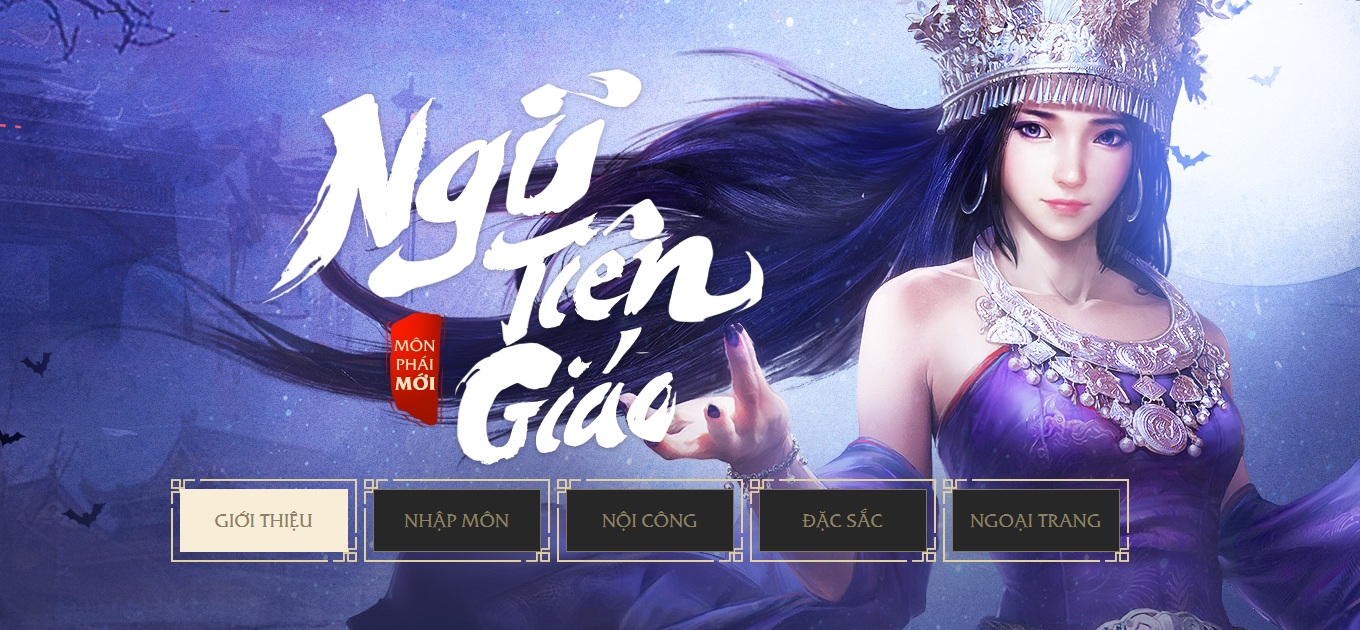 Ngũ
Tiên
Giáo
MÔN
PHÁI
MỚI
GIỚI THIỆU
NHẬP MÔN
NỘI CÔNG
ĐẶC SẮC
NGOẠI TRANG